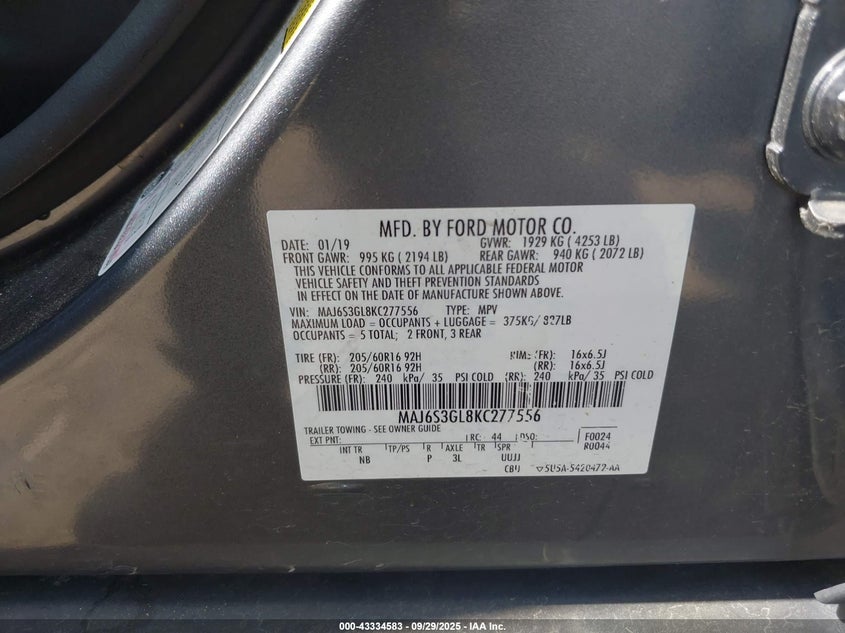 MFD. BY FORD MOTOR CO.
DATE: 01/19 GVWR: 1929 KG ( 4253 LB)
FRONT GAWR: 995 KG ( 2194 LB) REAR GAWR: 940 KG ( 2072 LB)
THIS VEHICLE CONFORMS TO ALL APPLICABLE FEDERAL MOTOR
VEHICLE SAFETY AND THEFT PREVENTION STANDARDS
IN EFFECT ON THE DATE OF MANUFACTURE SHOWN ABOVE.
VIN: MAJ6S3GL8KC277556 TYPE: MPV
MAXIMUM LOAD = OCCUPANTS + LUGGAGE = 375KG/ 827LB
OCCUPANTS = 5 TOTAL; 2 FRONT, 3 REAR
TIRE (FR): 205/60R16 92H RIM: (FR): 16x6.5J
(RR): 205/60R16 92H (RR): 16x6.5J
PRESSURE (FR): 240 kPa/ 35 PSI COLD (RR): 240 kPa/ 35 PSI COLD
MAJ6S3GL8KC277556
TRAILER TOWING - SEE OWNER GUIDE
EXT PNT: RC: 44 DSO: F0024
INT TR TP/PS R AXLE TR SPR R0044
NB P 3L UUJJ
CBU 5U5A-5420472-AA
000-43334583 - 09/29/2025 - IAA Inc.